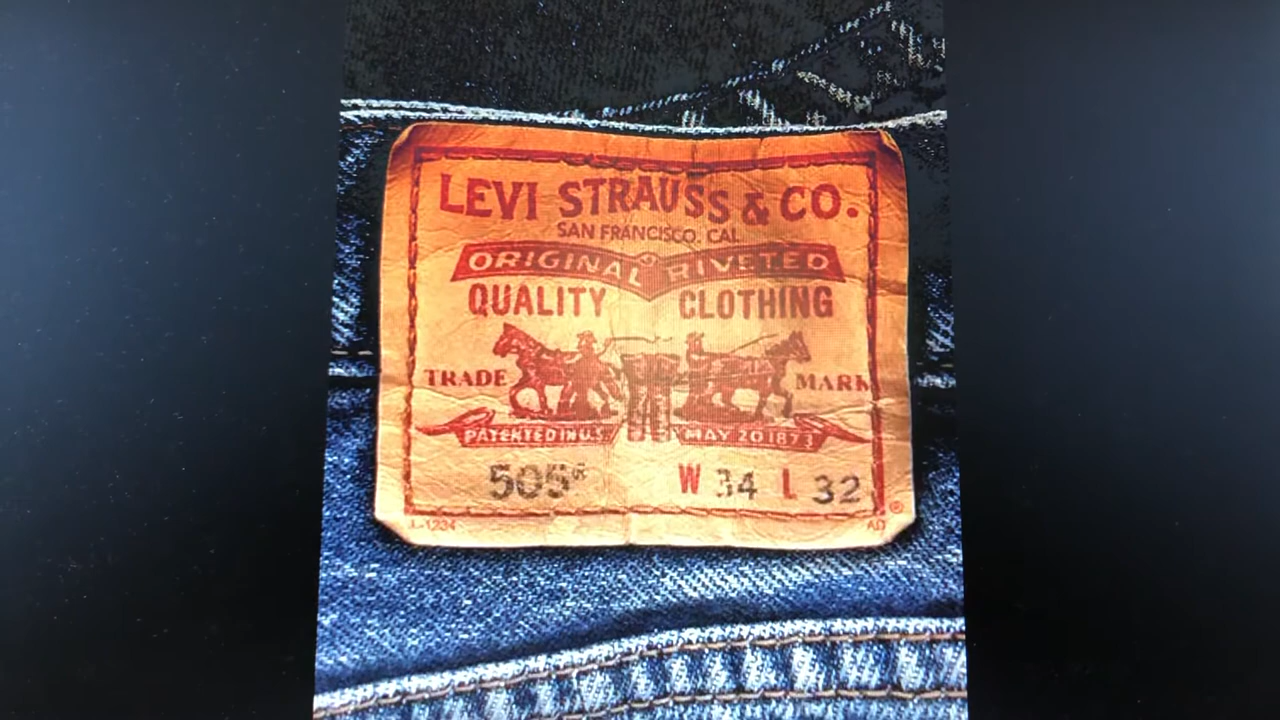 LEVI STRAUSS & CO.
SAN FRANCISCO. CAL
ORIGINAL RIVETED
QUALITY CLOTHING
TRADE MARK
PATENTED IN U.S. MAY 20 1873
505® W 34 L 32
L-1234 ®